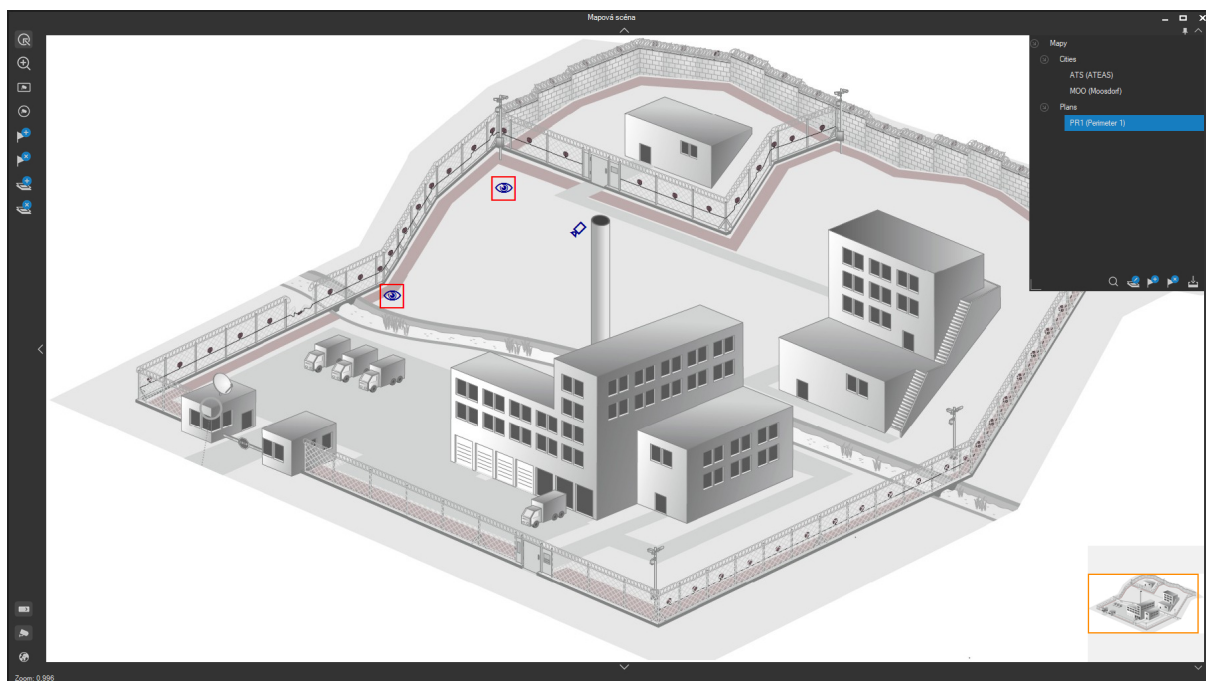 Mapová scéna
Mapy
Cities
ATS (ATEAS)
MOO (Moosdorf)
Plans
PR1 (Perimeter 1)
Zoom: 0.996